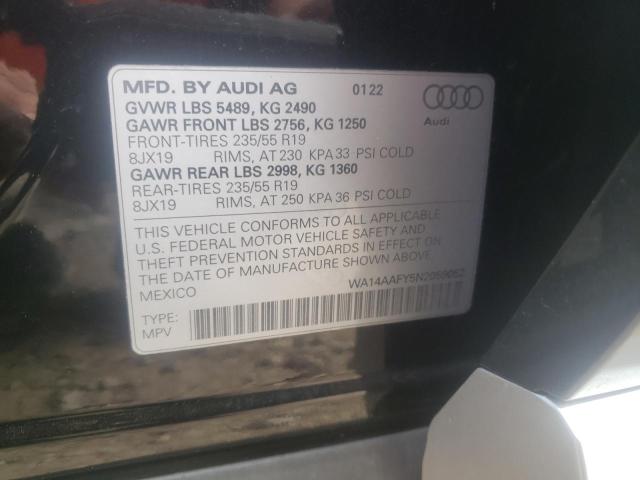 MFD. BY AUDI AG 01 22
GVWR LBS 5489, KG 2490
GAWR FRONT LBS 2756, KG 1250
FRONT-TIRES 235/55 R19
8JX19 RIMS, AT 230 KPA 33 PSI COLD
GAWR REAR LBS 2998, KG 1360
REAR-TIRES 235/55 R19
8JX19 RIMS, AT 250 KPA 36 PSI COLD
Audi
THIS VEHICLE CONFORMS TO ALL APPLICABLE
U.S. FEDERAL MOTOR VEHICLE SAFETY AND
THEFT PREVENTION STANDARDS IN EFFECT ON
THE DATE OF MANUFACTURE SHOWN ABOVE.
MEXICO
WA14AAFY5N2059052
TYPE:
MPV